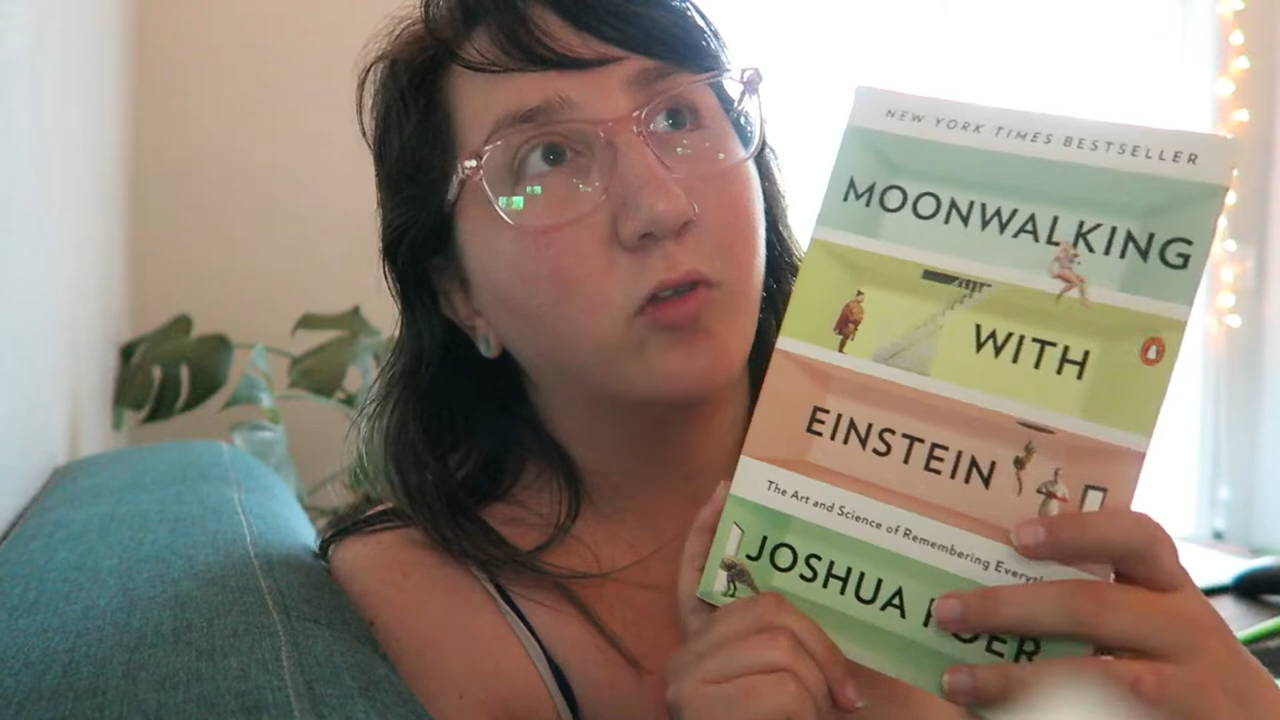 NEW YORK TIMES BESTSELLER
MOONWALKING
WITH
EINSTEIN
The Art and Science of Remembering
JOSHUA